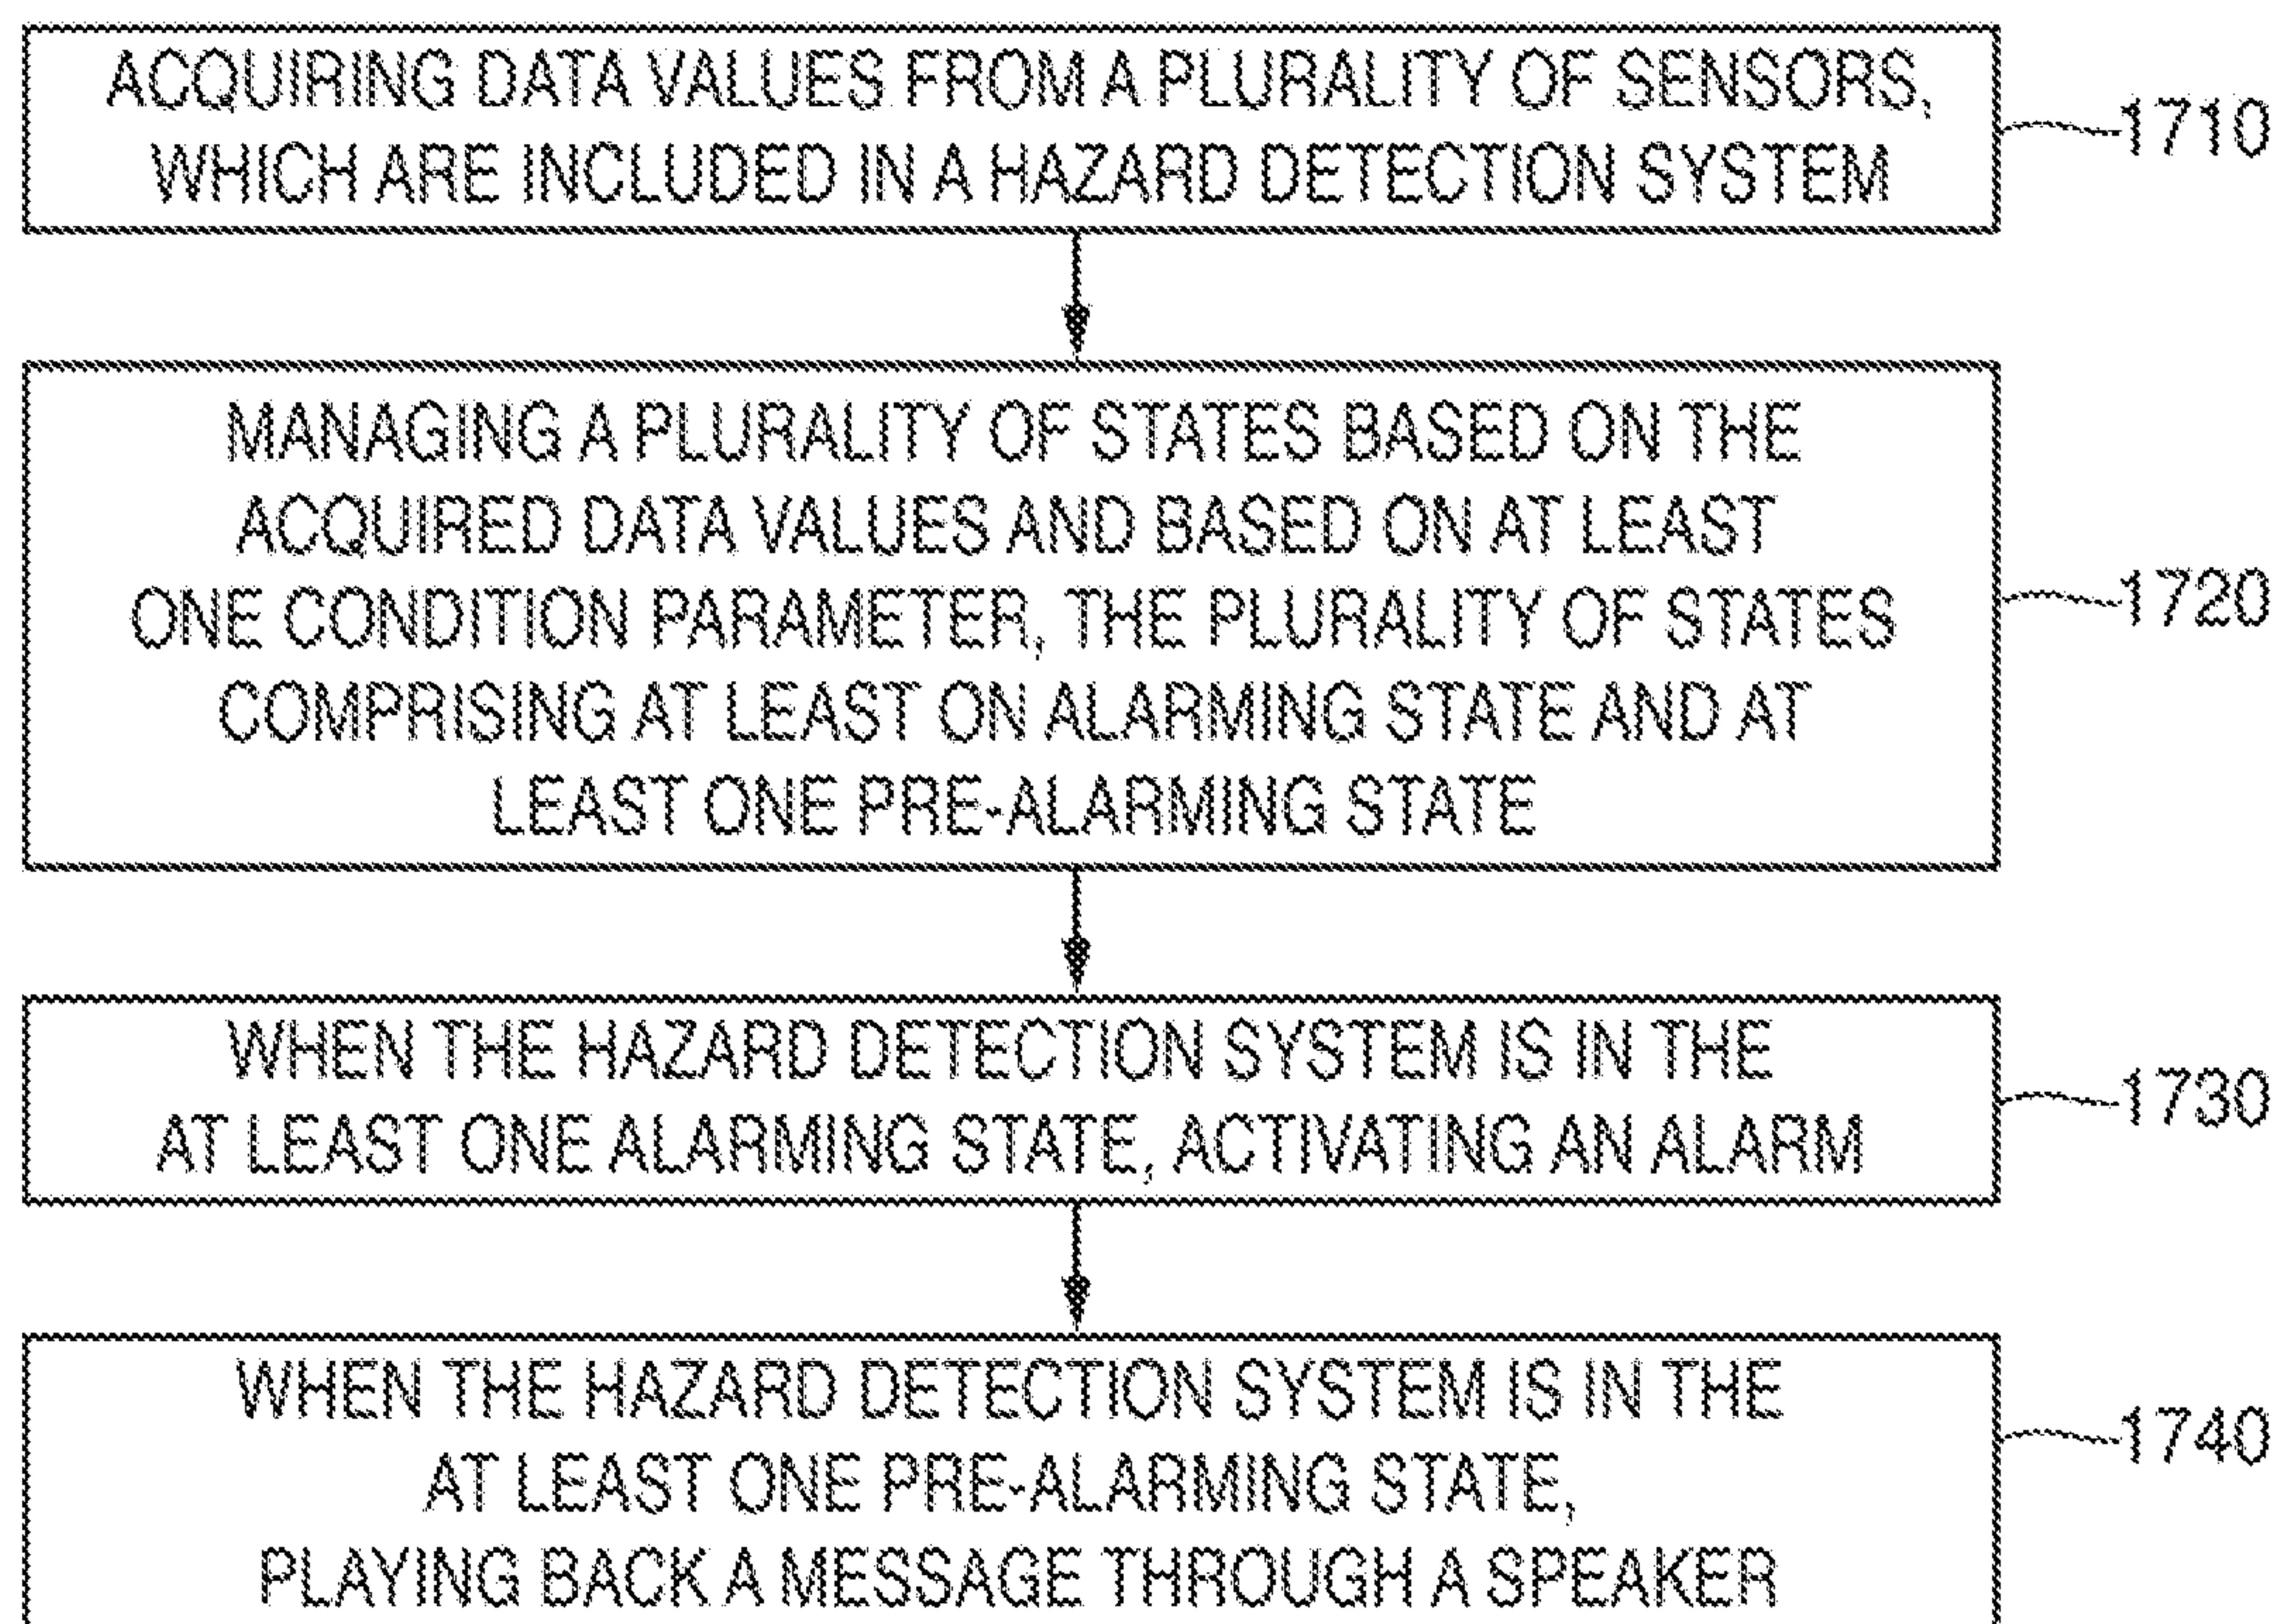 ACQUIRING DATA VALUES FROM A PLURALITY OF SENSORS,
WHICH ARE INCLUDED IN A HAZARD DETECTION SYSTEM
1710
MANAGING A PLURALITY OF STATES BASED ON THE
ACQUIRED DATA VALUES AND BASED ON AT LEAST
ONE CONDITION PARAMETER, THE PLURALITY OF STATES
COMPRISING AT LEAST ON ALARMING STATE AND AT
LEAST ONE PRE-ALARMING STATE
1720
WHEN THE HAZARD DETECTION SYSTEM IS IN THE
AT LEAST ONE ALARMING STATE, ACTIVATING AN ALARM
1730
WHEN THE HAZARD DETECTION SYSTEM IS IN THE
AT LEAST ONE PRE-ALARMING STATE,
PLAYING BACK A MESSAGE THROUGH A SPEAKER
1740